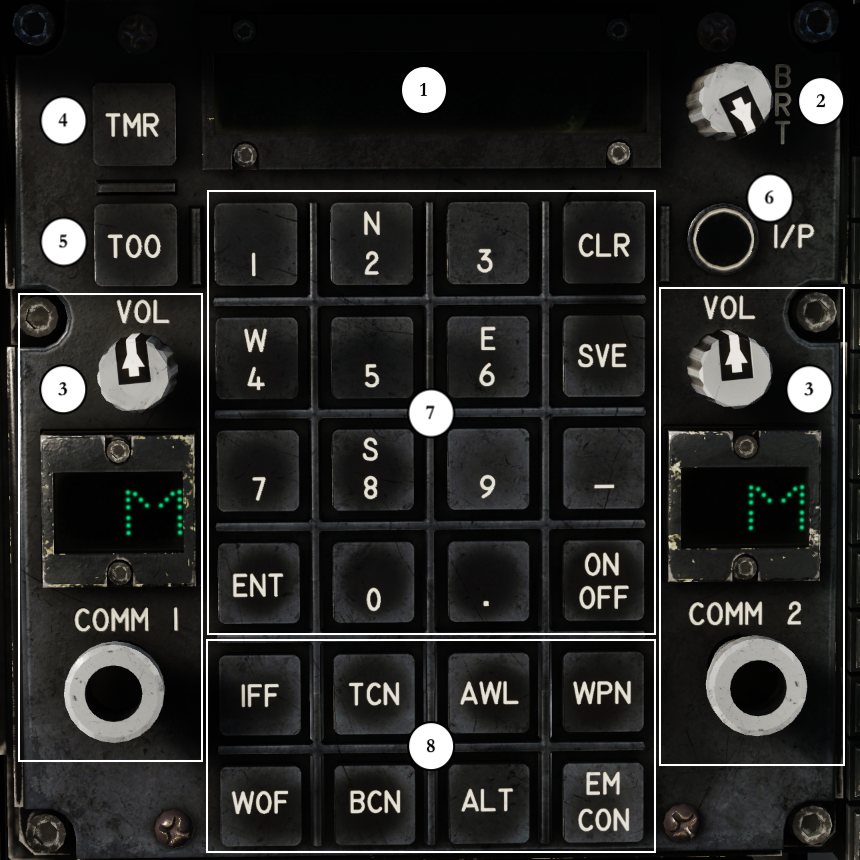 1
B
R
T
2
4
TMR
6
5
TOO
I/P
1
N
2
3
CLR
VOL
VOL
3
3
W
4
5
E
6
SVE
7
7
S
8
9
–
M
M
ENT
0
.
ON
OFF
COMM 1
COMM 2
IFF
TCN
AWL
WPN
8
WOF
BCN
ALT
EM
CON